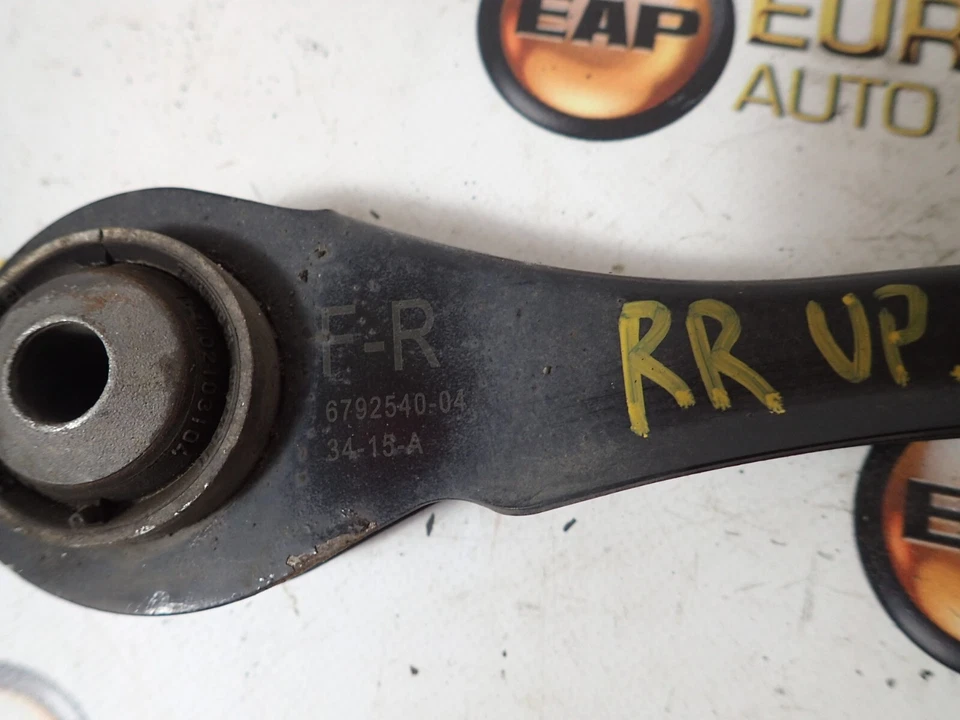 EAP
EUR
AUTO
F-R
6792540-04
34-15-A
RR UP.